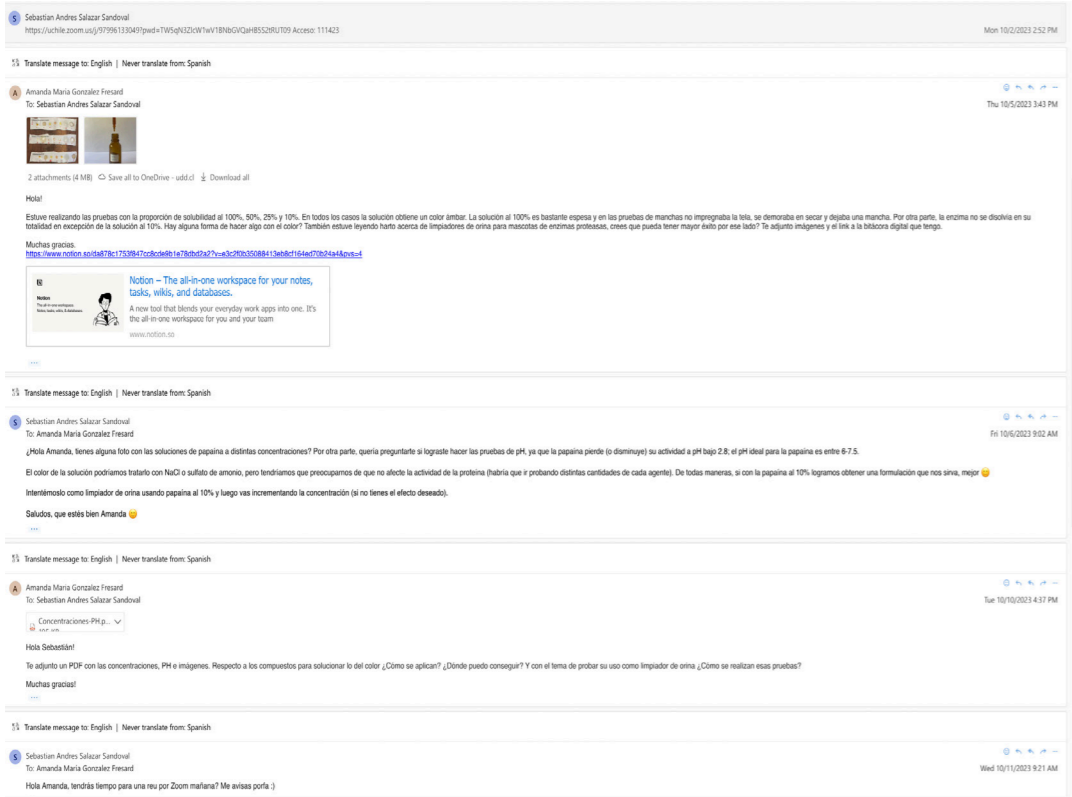 S Sebastian Andres Salazar Sandoval
https://uchile.zoom.us/j/97996133049?pwd= Acceso: 111423
Mon 10/2/2023 2:52 PM
Translate message to: English | Never translate from: Spanish
A Amanda Maria Gonzalez Fresard
To: Sebastian Andres Salazar Sandoval
Thu 10/5/2023 3:43 PM
2 attachments (4 MB) Save all to OneDrive - udd.cl Download all
Hola!
Estuve realizando las pruebas con la proporción de solubilidad al 100%, 50%, 25% y 10%. En todos los casos la solución obtiene un color ámbar. La solución al 100% es bastante espesa y en las pruebas de manchas no impregnaba la tela, se demoraba en secar y dejaba una mancha. Por otra parte, la enzima no se disolvia en su
totalidad en excepción de la solución al 10%. Hay alguna forma de hacer algo con el color? También estuve leyendo harto acerca de limpiadores de orina para mascotas de enzimas proteasas, crees que pueda tener mayor éxito por ese lado? Te adjunto imágenes y el link a la bitácora digital que tengo.
Muchas gracias.
https://www.notion.so/da878c1753f847cc8cde9b1e78dbd2a2?v=e3c2f0b35088413eb8cf164ed70b24a4&pvs=4
Notion
The all-in-one workspace
Notes, tasks, wikis, & databases.
Notion – The all-in-one workspace for your notes,
tasks, wikis, and databases.
A new tool that blends your everyday work apps into one. It's
the all-in-one workspace for you and your team
www.notion.so
Translate message to: English | Never translate from: Spanish
S Sebastian Andres Salazar Sandoval
To: Amanda Maria Gonzalez Fresard
Fri 10/6/2023 9:02 AM
¿Hola Amanda, tienes alguna foto con las soluciones de papaina a distintas concentraciones? Por otra parte, quería preguntarte si lograste hacer las pruebas de pH, ya que la papaina pierde (o disminuye) su actividad a pH bajo 2.8; el pH ideal para la papaina es entre 6-7.5.
El color de la solución podríamos tratarlo con NaCl o sulfato de amonio, pero tendríamos que preocuparnos de que no afecte la actividad de la proteína (habría que ir probando distintas cantidades de cada agente). De todas maneras, si con la papaína al 10% logramos obtener una formulación que nos sirva, mejor 😊
Intentémoslo como limpiador de orina usando papaína al 10% y luego vas incrementando la concentración (si no tienes el efecto deseado).
Saludos, que estés bien Amanda 😊
Translate message to: English | Never translate from: Spanish
A Amanda Maria Gonzalez Fresard
To: Sebastian Andres Salazar Sandoval
Tue 10/10/2023 4:37 PM
Concentraciones-PH.p...
Hola Sebastián!
Te adjunto un PDF con las concentraciones, PH e imágenes. Respecto a los compuestos para solucionar lo del color ¿Cómo se aplican? ¿Dónde puedo conseguir? Y con el tema de probar su uso como limpiador de orina ¿Cómo se realizan esas pruebas?
Muchas gracias!
Translate message to: English | Never translate from: Spanish
S Sebastian Andres Salazar Sandoval
To: Amanda Maria Gonzalez Fresard
Wed 10/11/2023 9:21 AM
Hola Amanda, tendrás tiempo para una reu por Zoom mañana? Me avisas porfa :)